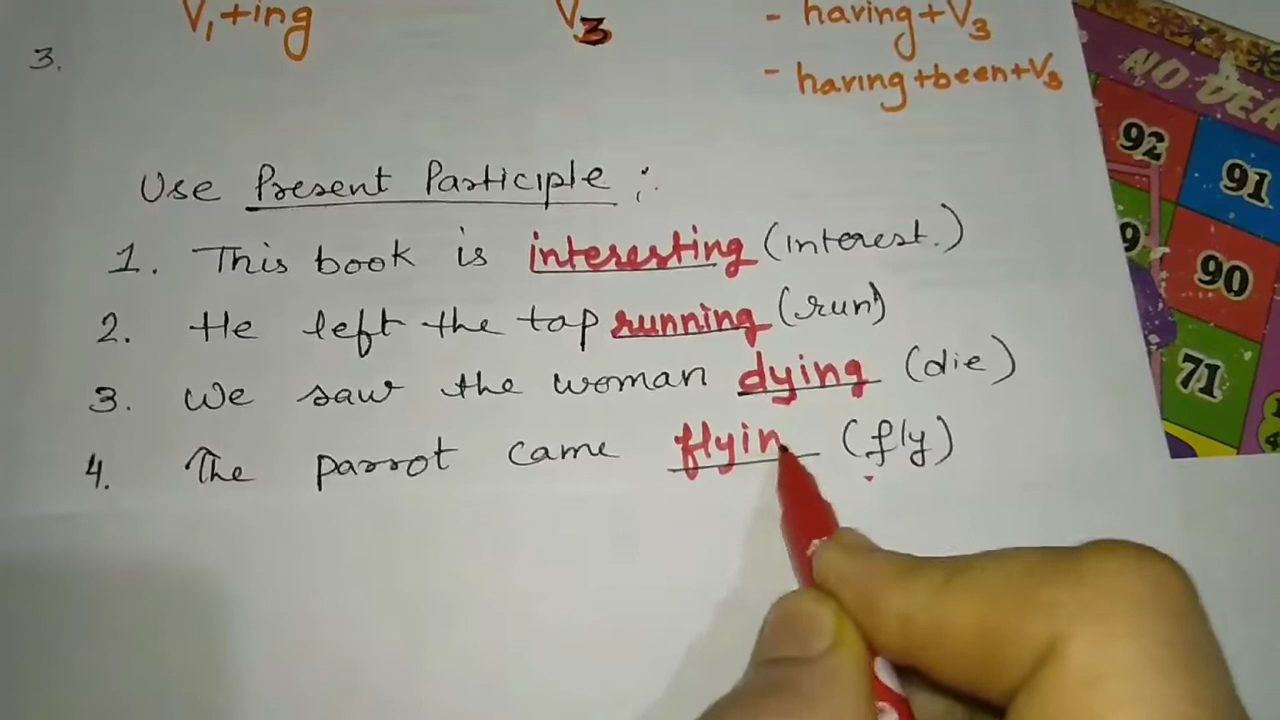 V1+ing V3 - having+V3
3. - having+been+V3
Use Present Participle :
1. This book is interesting (interest.)
2. He left the tap running (run)
3. We saw the woman dying (die)
4. The parrot came flyin (fly)
NO DEA
92 91
9 90
71